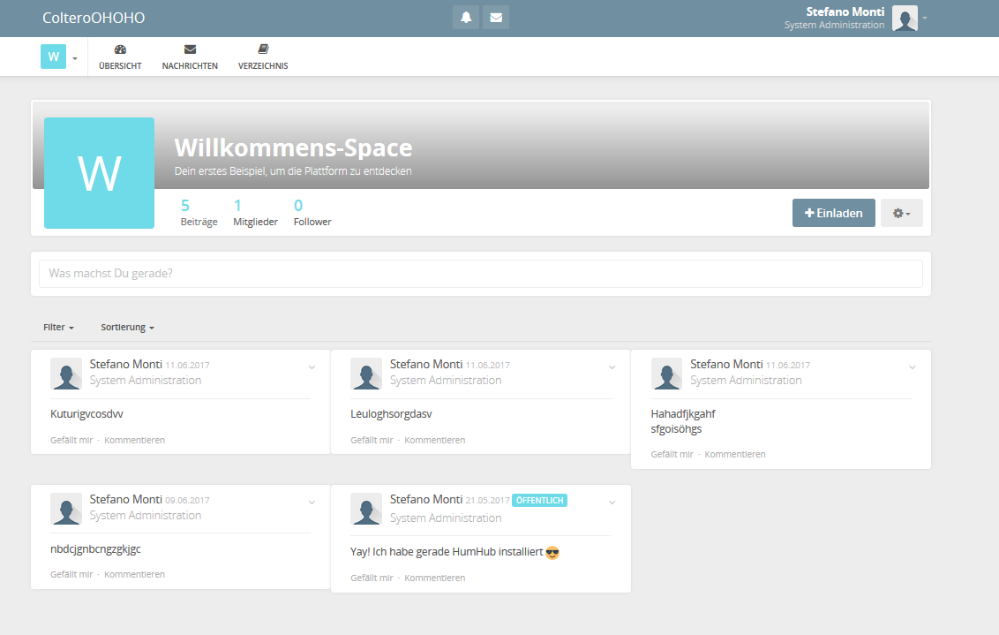 ColteroOHOHO
Stefano Monti
System Administration
W
ÜBERSICHT
NACHRICHTEN
VERZEICHNIS
W
Willkommens-Space
Dein erstes Beispiel, um die Plattform zu entdecken
5 1 0
Beiträge Mitglieder Follower
Einladen
Was machst Du gerade?
Filter Sortierung
Stefano Monti 11.06.2017
System Administration
Kuturigvcosdvv
Gefällt mir · Kommentieren
Stefano Monti 11.06.2017
System Administration
Leuloghsorgdasv
Gefällt mir · Kommentieren
Stefano Monti 11.06.2017
System Administration
Hahadfjkgahf
sfgoisöhgs
Gefällt mir · Kommentieren
Stefano Monti 09.06.2017
System Administration
nbdcjgnbcngzgkjgc
Gefällt mir · Kommentieren
Stefano Monti 21.05.2017 ÖFFENTLICH
System Administration
Yay! Ich habe gerade HumHub installiert 😎
Gefällt mir · Kommentieren